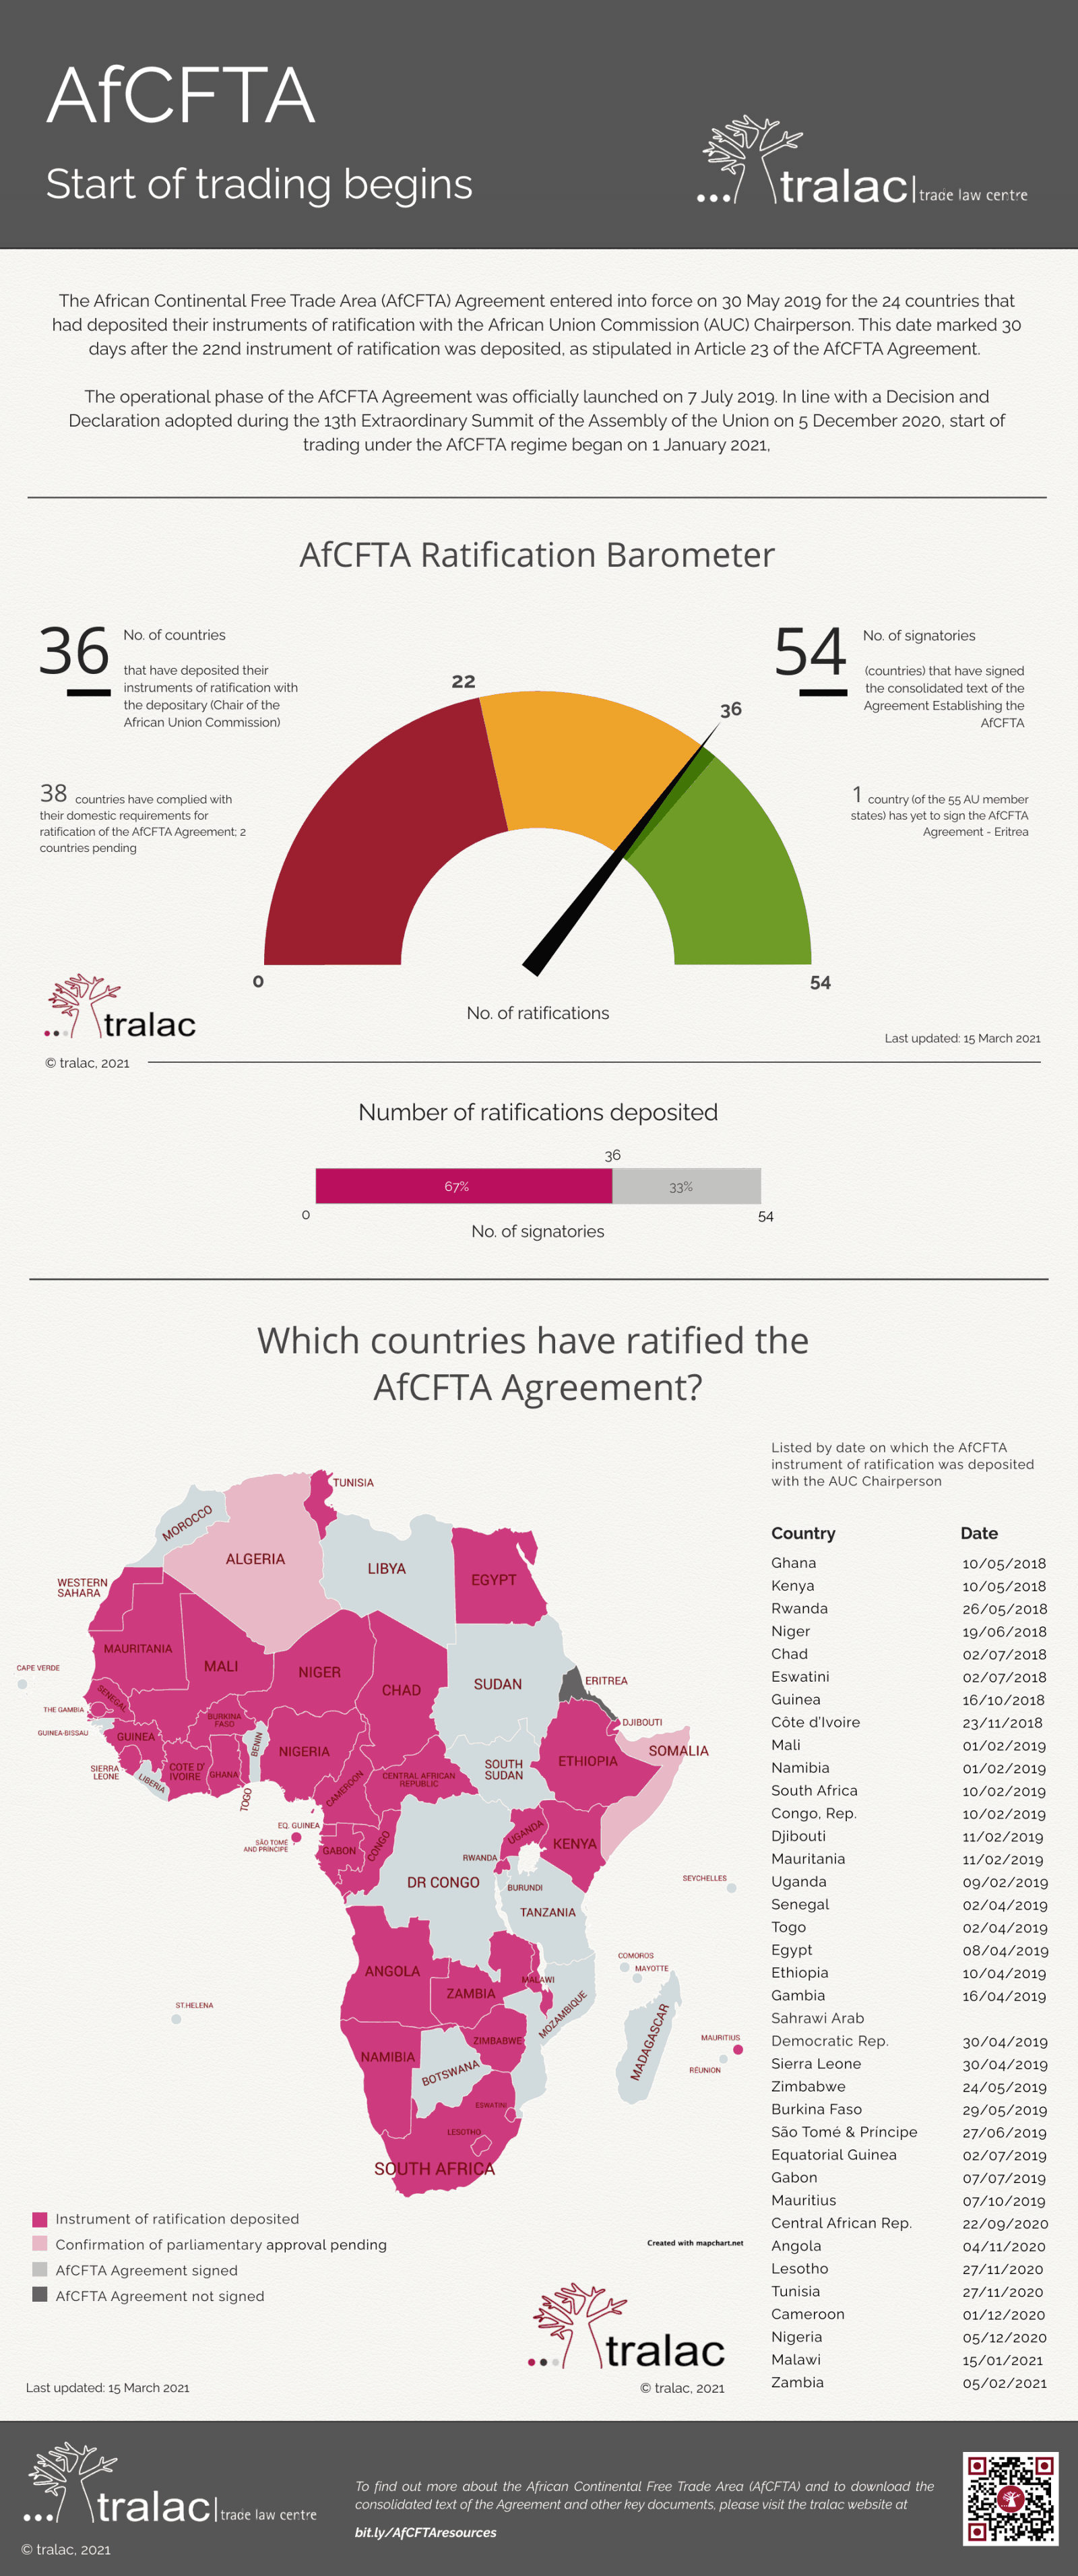 AfCFTA
Start of trading begins
tralac
trade law centre
The African Continental Free Trade Area (AfCFTA) Agreement entered into force on 30 May 2019 for the 24 countries that
had deposited their instruments of ratification with the African Union Commission (AUC) Chairperson. This date marked 30
days after the 22nd instrument of ratification was deposited, as stipulated in Article 23 of the AfCFTA Agreement.
The operational phase of the AfCFTA Agreement was officially launched on 7 July 2019. In line with a Decision and
Declaration adopted during the 13th Extraordinary Summit of the Assembly of the Union on 5 December 2020, start of
trading under the AfCFTA regime began on 1 January 2021,
AfCFTA Ratification Barometer
36
No. of countries
that have deposited their
instruments of ratification with
the depositary (Chair of the
African Union Commission)
38 countries have complied with
their domestic requirements for
ratification of the AfCFTA Agreement; 2
countries pending
54
No. of signatories
(countries) that have signed
the consolidated text of the
Agreement Establishing the
AfCFTA
1 country (of the 55 AU member
states) has yet to sign the AfCFTA
Agreement - Eritrea
22
36
0
54
No. of ratifications
tralac
© tralac, 2021
Last updated: 15 March 2021
Number of ratifications deposited
36
67%
33%
0
54
No. of signatories
Which countries have ratified the
AfCFTA Agreement?
TUNISIA
MOROCCO
ALGERIA
LIBYA
EGYPT
WESTERN
SAHARA
MAURITANIA
MALI
NIGER
CHAD
SUDAN
ERITREA
CAPE VERDE
SENEGAL
THE GAMBIA
GUINEA-BISSAU
GUINEA
BURKINA
FASO
BENIN
NIGERIA
DJIBOUTI
SOMALIA
ETHIOPIA
SIERRA
LEONE
LIBERIA
COTE D'
IVOIRE
GHANA
TOGO
CAMEROON
CENTRAL AFRICAN
REPUBLIC
SOUTH
SUDAN
EQ. GUINEA
SÃO TOMÉ
AND PRÍNCIPE
GABON
CONGO
UGANDA
KENYA
RWANDA
DR CONGO
BURUNDI
TANZANIA
SEYCHELLES
COMOROS
MAYOTTE
ANGOLA
ZAMBIA
MALAWI
MOZAMBIQUE
ST.HELENA
ZIMBABWE
MADAGASCAR
MAURITIUS
RÉUNION
NAMIBIA
BOTSWANA
ESWATINI
LESOTHO
SOUTH AFRICA
Instrument of ratification deposited
Confirmation of parliamentary approval pending
AfCFTA Agreement signed
AfCFTA Agreement not signed
Created with mapchart.net
tralac
© tralac, 2021
Last updated: 15 March 2021
Listed by date on which the AfCFTA
instrument of ratification was deposited
with the AUC Chairperson
Country Date
Ghana 10/05/2018
Kenya 10/05/2018
Rwanda 26/05/2018
Niger 19/06/2018
Chad 02/07/2018
Eswatini 02/07/2018
Guinea 16/10/2018
Côte d'Ivoire 23/11/2018
Mali 01/02/2019
Namibia 01/02/2019
South Africa 10/02/2019
Congo, Rep. 10/02/2019
Djibouti 11/02/2019
Mauritania 11/02/2019
Uganda 09/02/2019
Senegal 02/04/2019
Togo 02/04/2019
Egypt 08/04/2019
Ethiopia 10/04/2019
Gambia 16/04/2019
Sahrawi Arab
Democratic Rep. 30/04/2019
Sierra Leone 30/04/2019
Zimbabwe 24/05/2019
Burkina Faso 29/05/2019
São Tomé & Príncipe 27/06/2019
Equatorial Guinea 02/07/2019
Gabon 07/07/2019
Mauritius 07/10/2019
Central African Rep. 22/09/2020
Angola 04/11/2020
Lesotho 27/11/2020
Tunisia 27/11/2020
Cameroon 01/12/2020
Nigeria 05/12/2020
Malawi 15/01/2021
Zambia 05/02/2021
tralac
trade law centre
© tralac, 2021
To find out more about the African Continental Free Trade Area (AfCFTA) and to download the
consolidated text of the Agreement and other key documents, please visit the tralac website at
bit.ly/AfCFTAresources